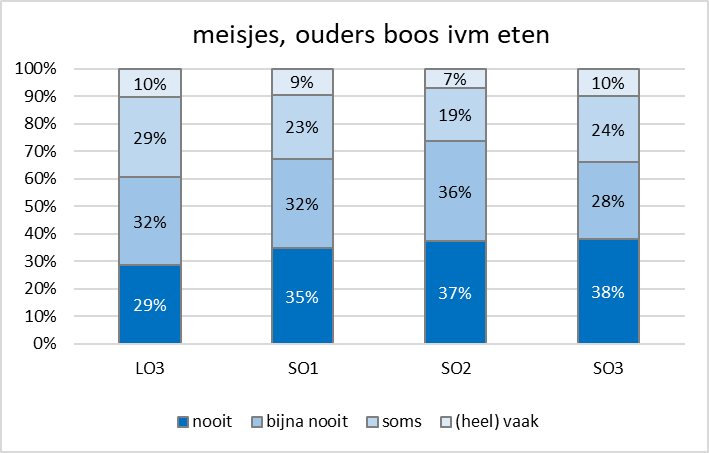 meisjes, ouders boos ivm eten
100%
90%
80%
70%
60%
50%
40%
30%
20%
10%
0%
10% 9% 7% 10%
29% 23% 19% 24%
32% 32% 36% 28%
29% 35% 37% 38%
LO3 SO1 SO2 SO3
nooit bijna nooit soms (heel) vaak